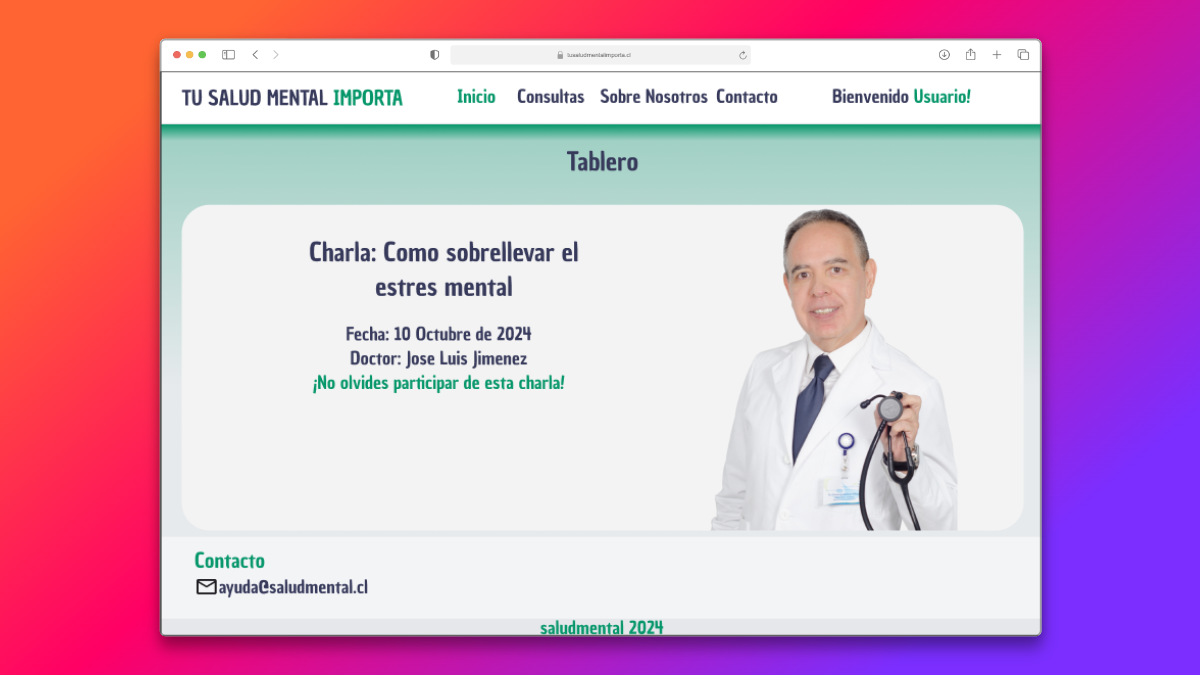 tusaludmentalimporta.cl
TU SALUD MENTAL IMPORTA
Inicio Consultas Sobre Nosotros Contacto
Bienvenido Usuario!
Tablero
Charla: Como sobrellevar el
estres mental
Fecha: 10 Octubre de 2024
Doctor: Jose Luis Jimenez
¡No olvides participar de esta charla!
Contacto
ayuda@saludmental.cl
saludmental 2024